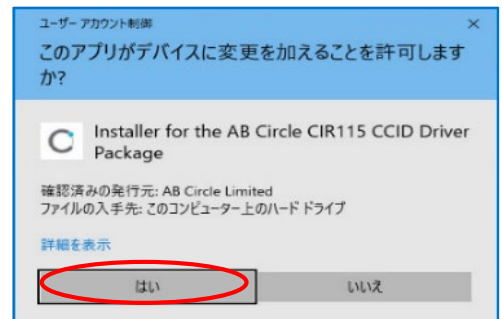 ユーザー アカウント制御
このアプリがデバイスに変更を加えることを許可します
か?
Installer for the AB Circle CIR115 CCID Driver
Package
確認済みの発行元: AB Circle Limited
ファイルの入手先: このコンピューター上のハード ドライブ
詳細を表示
はい
いいえ